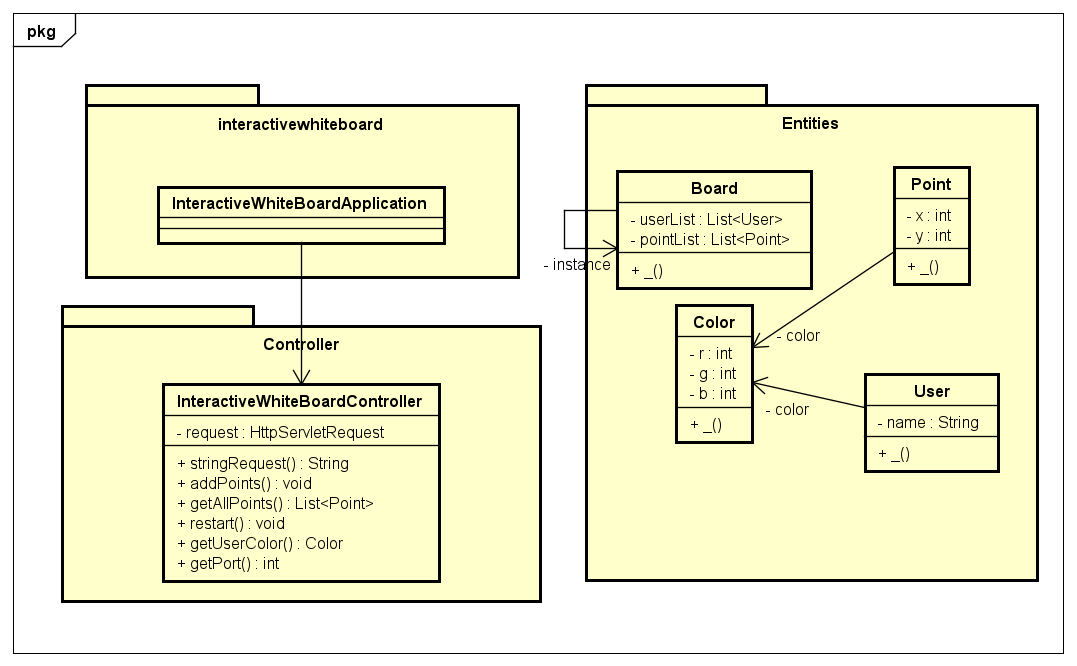 pkg
interactivewhiteboard
InteractiveWhiteBoardApplication
Controller
InteractiveWhiteBoardController
- request : HttpServletRequest
+ stringRequest() : String
+ addPoints() : void
+ getAllPoints() : List<Point>
+ restart() : void
+ getUserColor() : Color
+ getPort() : int
Entities
Board
- userList : List<User>
- pointList : List<Point>
+ _()
- instance
Point
- x : int
- y : int
+ _()
- color
Color
- r : int
- g : int
- b : int
+ _()
- color
User
- name : String
+ _()